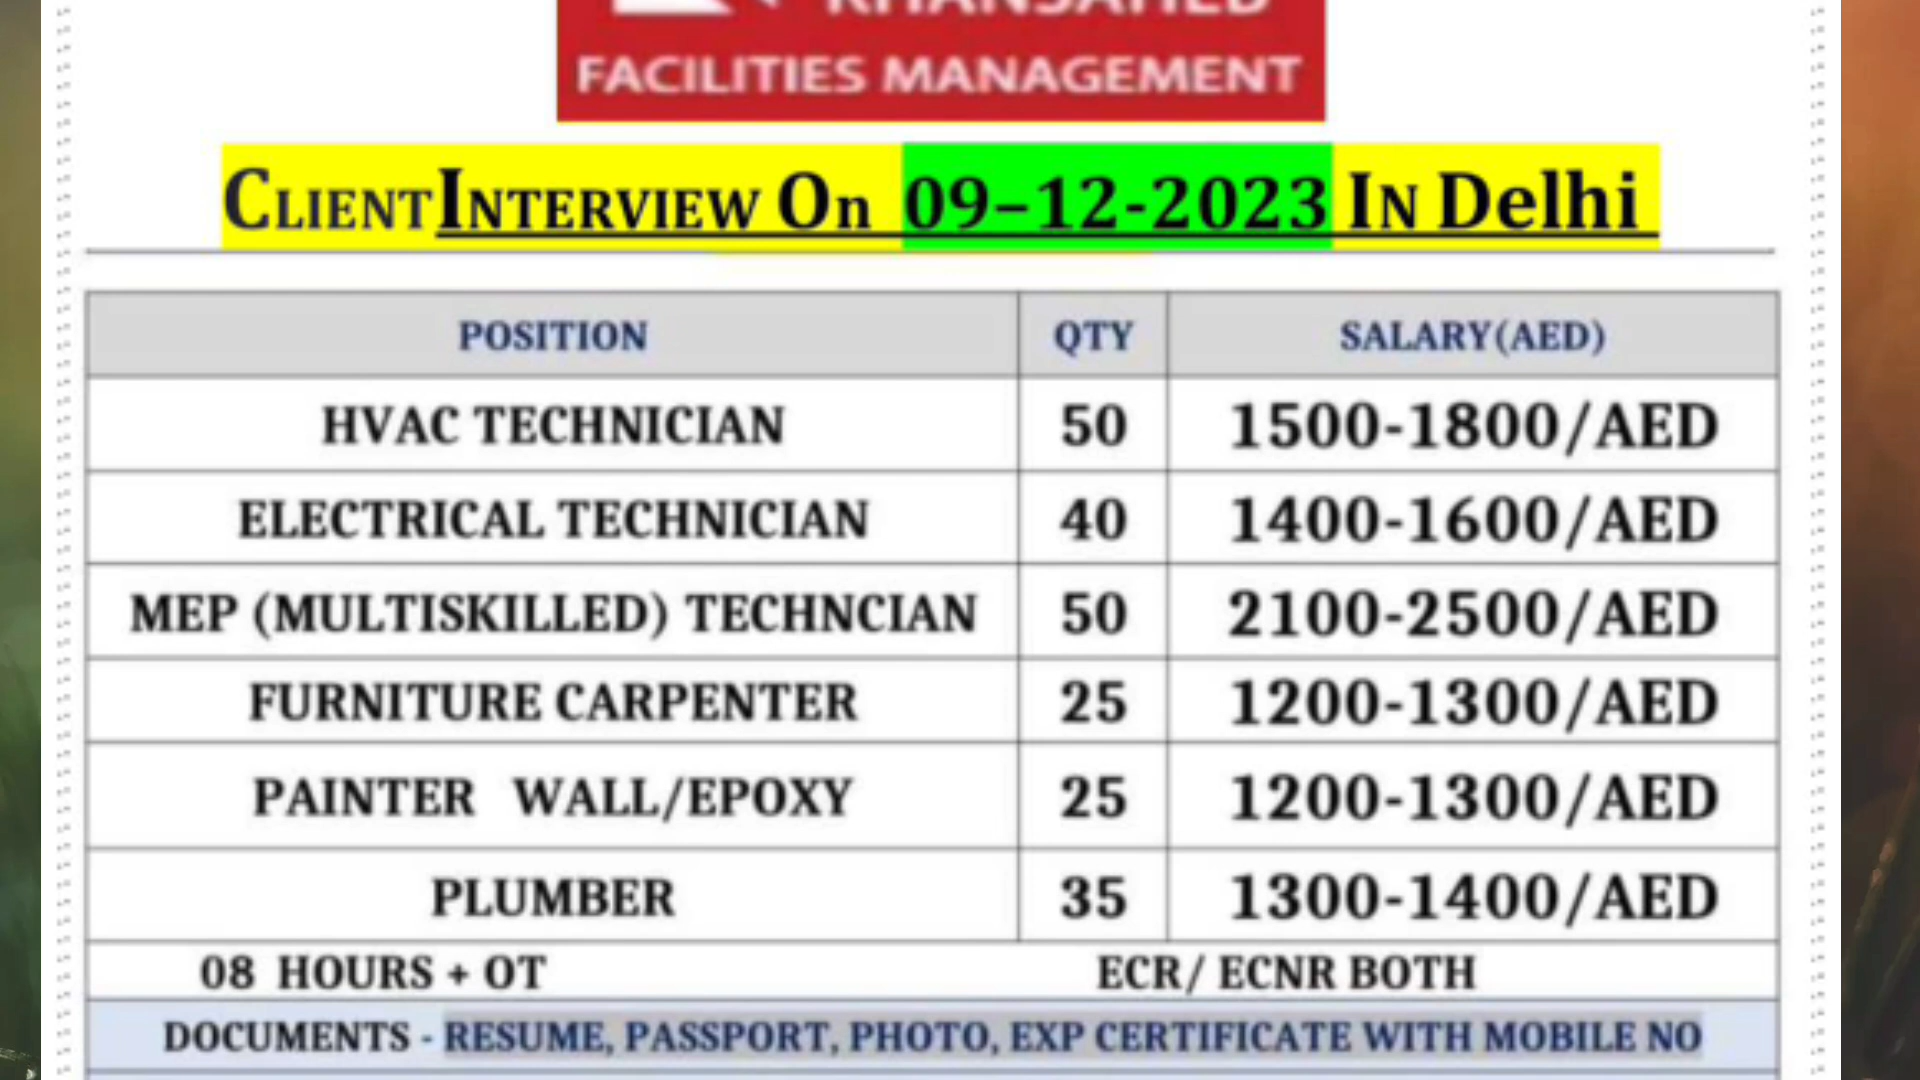 KHANSAHEB
FACILITIES MANAGEMENT
CLIENT INTERVIEW On 09–12-2023 IN Delhi
POSITION QTY SALARY(AED)
HVAC TECHNICIAN 50 1500-1800/AED
ELECTRICAL TECHNICIAN 40 1400-1600/AED
MEP (MULTISKILLED) TECHNCIAN 50 2100-2500/AED
FURNITURE CARPENTER 25 1200-1300/AED
PAINTER WALL/EPOXY 25 1200-1300/AED
PLUMBER 35 1300-1400/AED
08 HOURS + OT ECR/ ECNR BOTH
DOCUMENTS - RESUME, PASSPORT, PHOTO, EXP CERTIFICATE WITH MOBILE NO